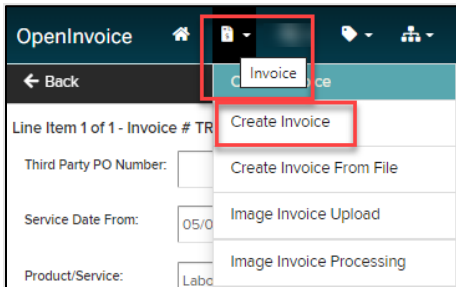 OpenInvoice
Invoice
← Back
Create Invoice
Line Item 1 of 1 - Invoice # TR
Third Party PO Number:
Create Invoice From File
Service Date From:
05/0
Image Invoice Upload
Product/Service:
Labo
Image Invoice Processing